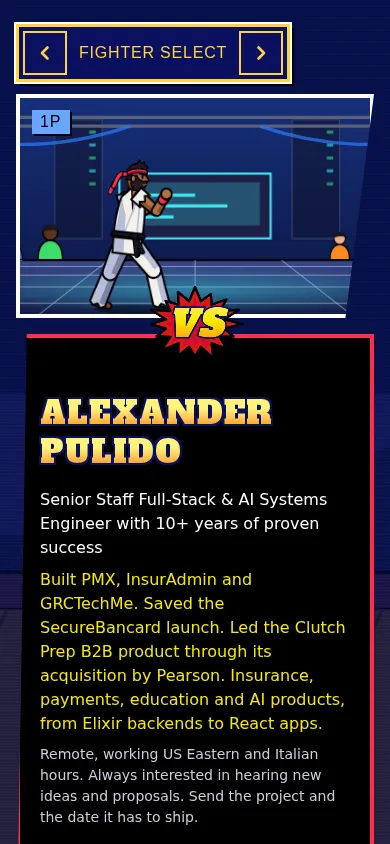 FIGHTER SELECT
1P
VS
ALEXANDER
PULIDO
Senior Staff Full-Stack & AI Systems
Engineer with 10+ years of proven
success
Built PMX, InsurAdmin and
GRCTechMe. Saved the
SecureBancard launch. Led the Clutch
Prep B2B product through its
acquisition by Pearson. Insurance,
payments, education and AI products,
from Elixir backends to React apps.
Remote, working US Eastern and Italian
hours. Always interested in hearing new
ideas and proposals. Send the project and
the date it has to ship.